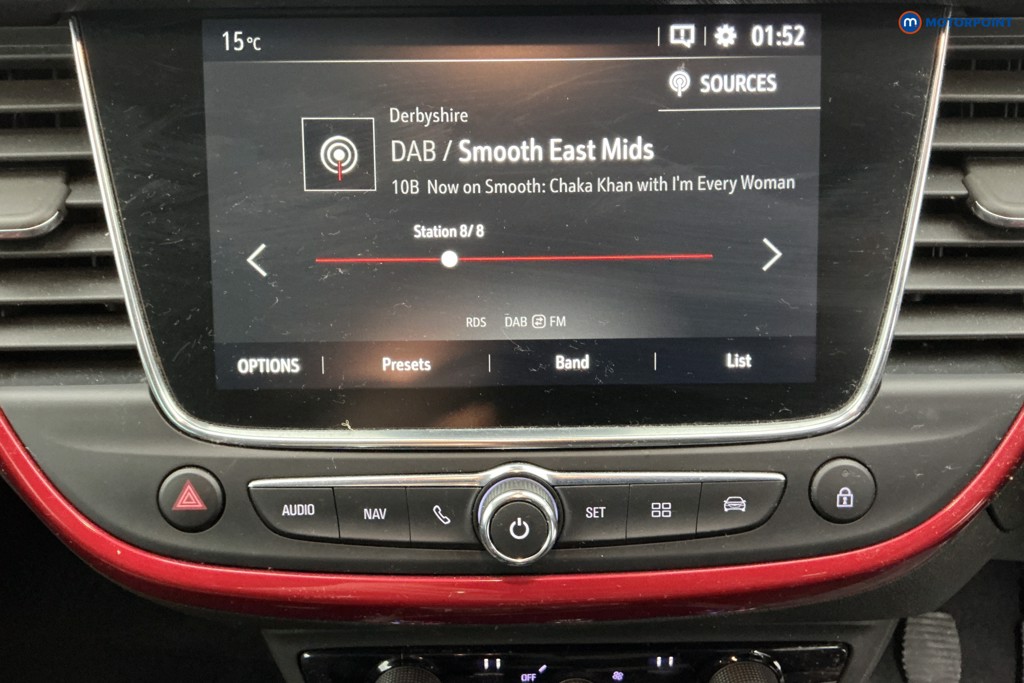 MOTORPOINT
15°C
01:52
SOURCES
Derbyshire
DAB / Smooth East Mids
10B Now on Smooth: Chaka Khan with I'm Every Woman
Station 8/8
RDS DAB FM
OPTIONS Presets Band List
AUDIO NAV SET
OFF